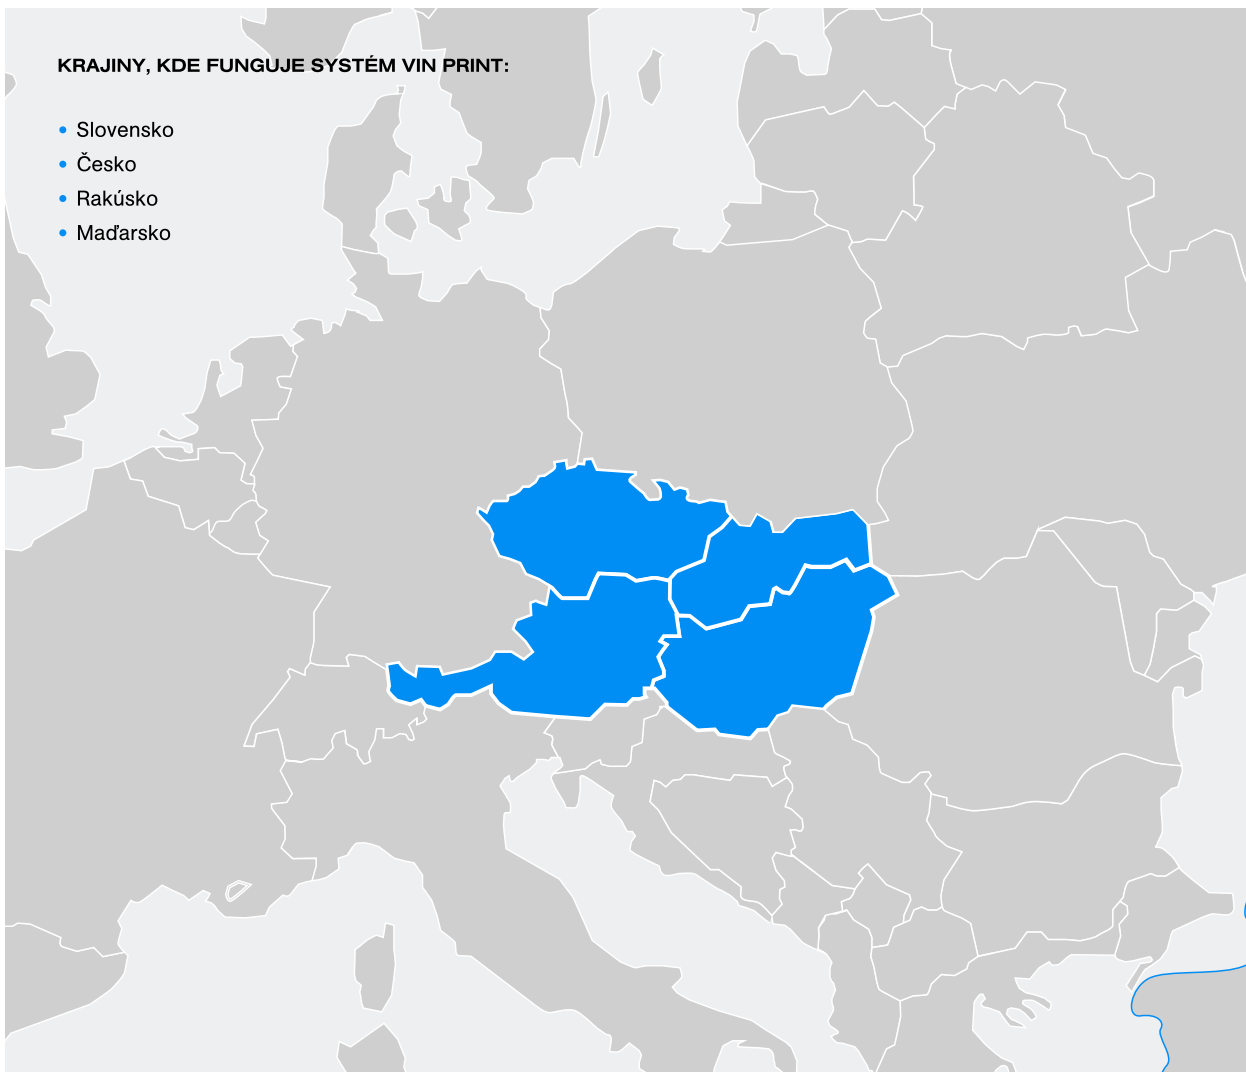 KRAJINY, KDE FUNGUJE SYSTÉM VIN PRINT:
• Slovensko
• Česko
• Rakúsko
• Maďarsko